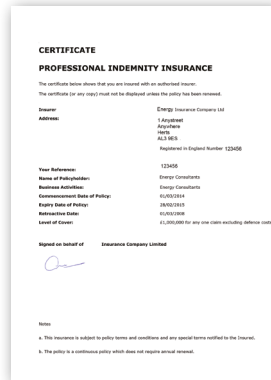 CERTIFICATE
PROFESSIONAL INDEMNITY INSURANCE
The certificate below shows that you are insured with an authorised insurer.
The certificate (or any copy) must not be displayed unless the policy has been renewed.
Insurer Energy Insurance Company Ltd
Address: 1 Anystreet
Anywhere
Herts
AL3 9ES
Registered in England Number 123456
Your Reference: 123456
Name of Policyholder: Energy Consultants
Business Activities: Energy Consultants
Commencement Date of Policy: 01/03/2014
Expiry Date of Policy: 28/02/2015
Retroactive Date: 01/03/2008
Level of Cover: £1,000,000 for any one claim excluding defence costs
Signed on behalf of Insurance Company Limited
Notes
a. This insurance is subject to policy terms and conditions and any special terms notified to the Insured.
b. The policy is a continuous policy which does not require annual renewal.